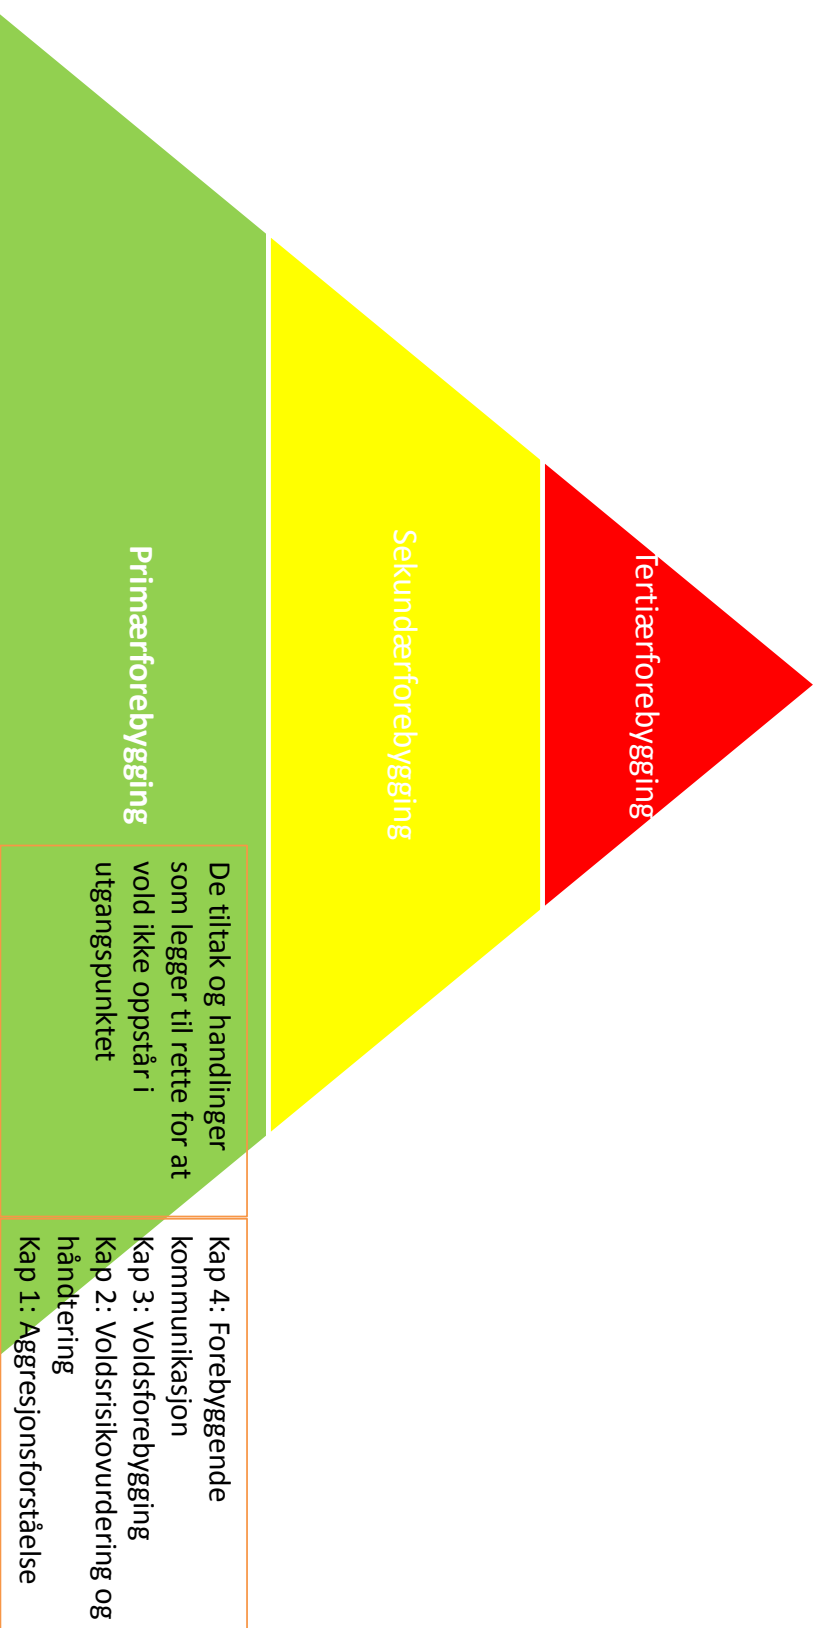 Tertiærforebygging
Sekundærforebygging
Primærforebygging
De tiltak og handlinger
som legger til rette for at
vold ikke oppstår i
utgangspunktet
Kap 4: Forebyggende
kommunikasjon
Kap 3: Voldsforebygging
Kap 2: Voldsrisikovurdering og
håndtering
Kap 1: Aggresjonsforståelse